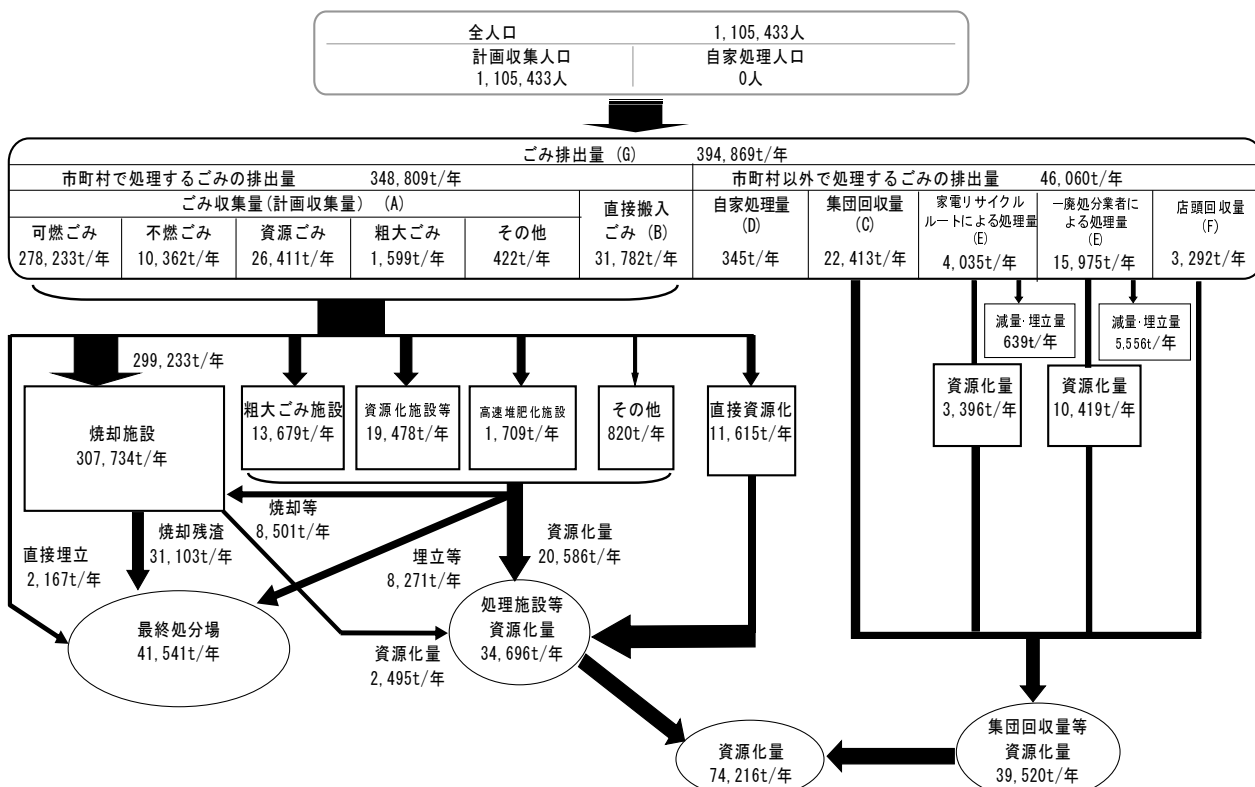 全人口 1,105,433人
計画収集人口 自家処理人口
1,105,433人 0人
ごみ排出量 (G) 394,869t/年
市町村で処理するごみの排出量 348,809t/年 市町村以外で処理するごみの排出量 46,060t/年
ごみ収集量(計画収集量) (A)
可燃ごみ
278,233t/年
不燃ごみ
10,362t/年
資源ごみ
26,411t/年
粗大ごみ
1,599t/年
その他
422t/年
直接搬入
ごみ (B)
31,782t/年
自家処理量
(D)
345t/年
集団回収量
(C)
22,413t/年
家電リサイクル
ルートによる処理量
(E)
4,035t/年
一廃処分業者に
よる処理量
(E)
15,975t/年
店頭回収量
(F)
3,292t/年
減量・埋立量
639t/年
減量・埋立量
5,556t/年
299,233t/年
焼却施設
307,734t/年
粗大ごみ施設
13,679t/年
資源化施設等
19,478t/年
高速堆肥化施設
1,709t/年
その他
820t/年
直接資源化
11,615t/年
資源化量
3,396t/年
資源化量
10,419t/年
焼却等
8,501t/年
直接埋立
2,167t/年
焼却残渣
31,103t/年
埋立等
8,271t/年
資源化量
20,586t/年
最終処分場
41,541t/年
資源化量
2,495t/年
処理施設等
資源化量
34,696t/年
資源化量
74,216t/年
集団回収量等
資源化量
39,520t/年